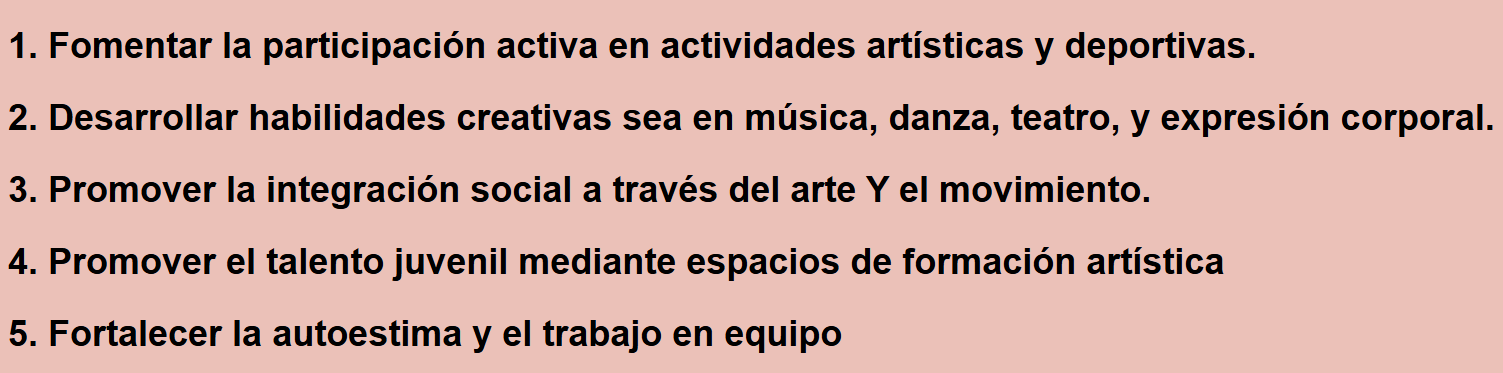 1. Fomentar la participación activa en actividades artísticas y deportivas.
2. Desarrollar habilidades creativas sea en música, danza, teatro, y expresión corporal.
3. Promover la integración social a través del arte Y el movimiento.
4. Promover el talento juvenil mediante espacios de formación artística
5. Fortalecer la autoestima y el trabajo en equipo